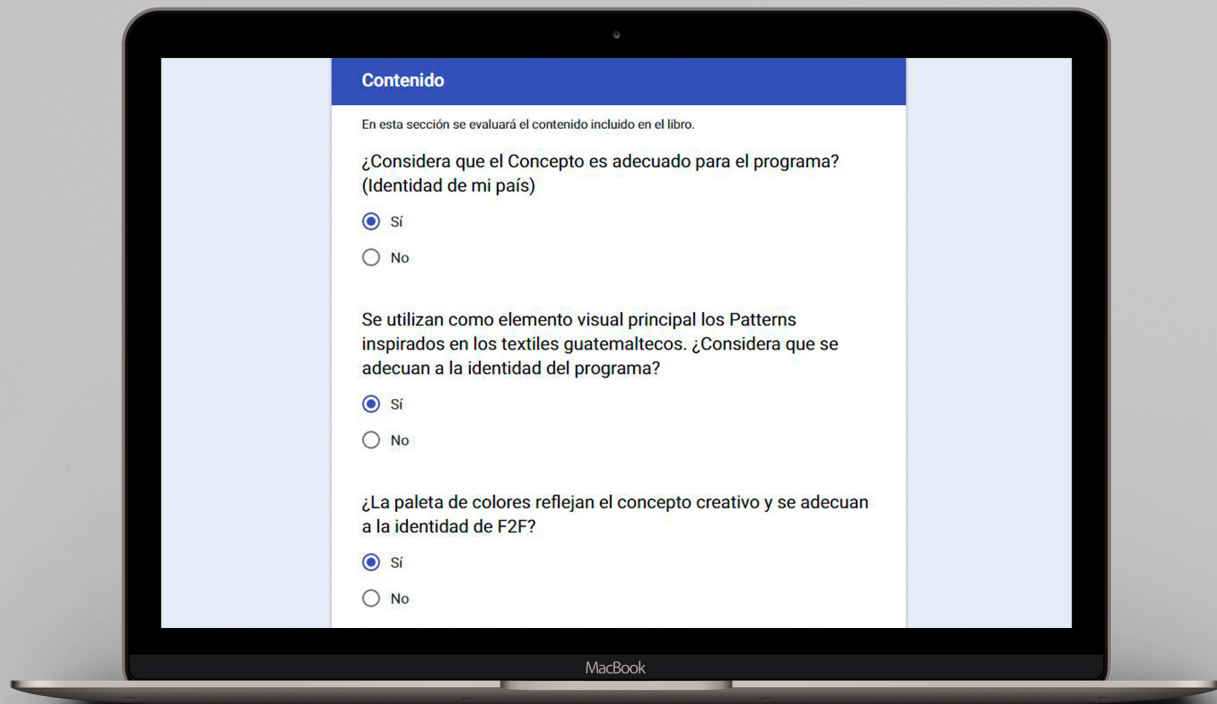 Contenido
En esta sección se evaluará el contenido incluido en el libro.
¿Considera que el Concepto es adecuado para el programa?
(Identidad de mi país)
Sí
No
Se utilizan como elemento visual principal los Patterns
inspirados en los textiles guatemaltecos. ¿Considera que se
adecuan a la identidad del programa?
Sí
No
¿La paleta de colores reflejan el concepto creativo y se adecuan
a la identidad de F2F?
Sí
No
MacBook